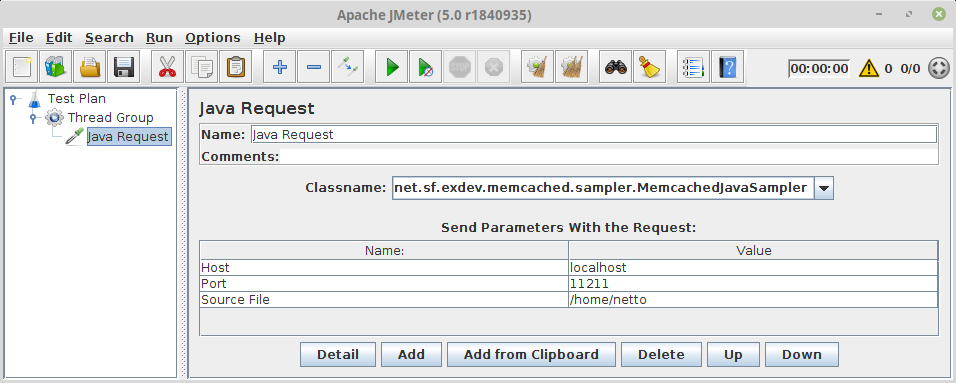 Apache JMeter (5.0 r1840935)
File Edit Search Run Options Help
STOP
00:00:00 0 0/0
Test Plan
Thread Group
Java Request
Java Request
Name: Java Request
Comments:
Classname: net.sf.exdev.memcached.sampler.MemcachedJavaSampler
Send Parameters With the Request:
Name: Value
Host localhost
Port 11211
Source File /home/netto
Detail Add Add from Clipboard Delete Up Down